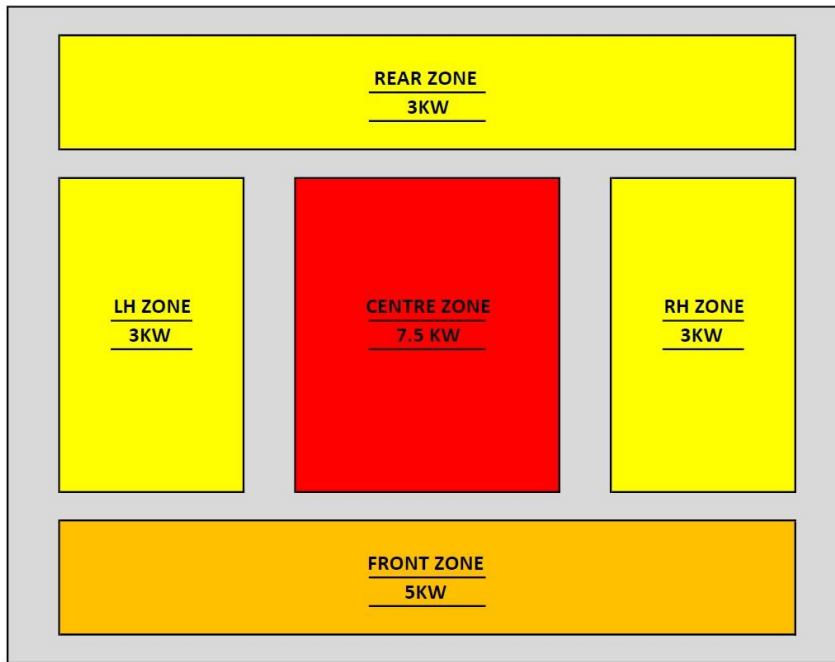 REAR ZONE
3KW
LH ZONE
3KW
CENTRE ZONE
7.5 KW
RH ZONE
3KW
FRONT ZONE
5KW